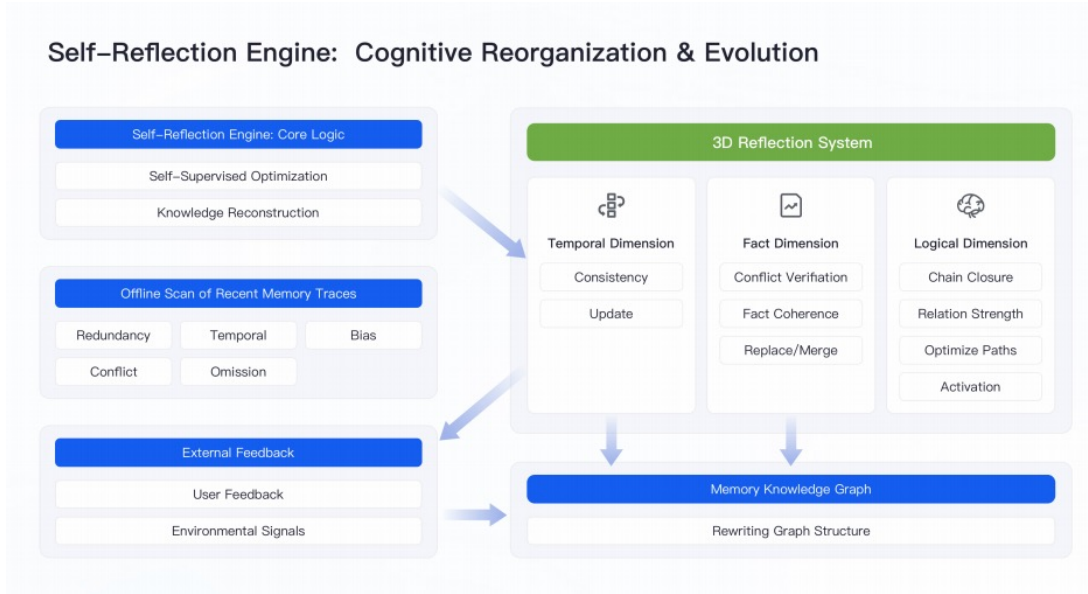 Self-Reflection Engine: Cognitive Reorganization & Evolution
Self-Reflection Engine: Core Logic
Self-Supervised Optimization
Knowledge Reconstruction
Offline Scan of Recent Memory Traces
Redundancy
Temporal
Bias
Conflict
Omission
External Feedback
User Feedback
Environmental Signals
3D Reflection System
Temporal Dimension
Consistency
Update
Fact Dimension
Conflict Verifiation
Fact Coherence
Replace/Merge
Logical Dimension
Chain Closure
Relation Strength
Optimize Paths
Activation
Memory Knowledge Graph
Rewriting Graph Structure